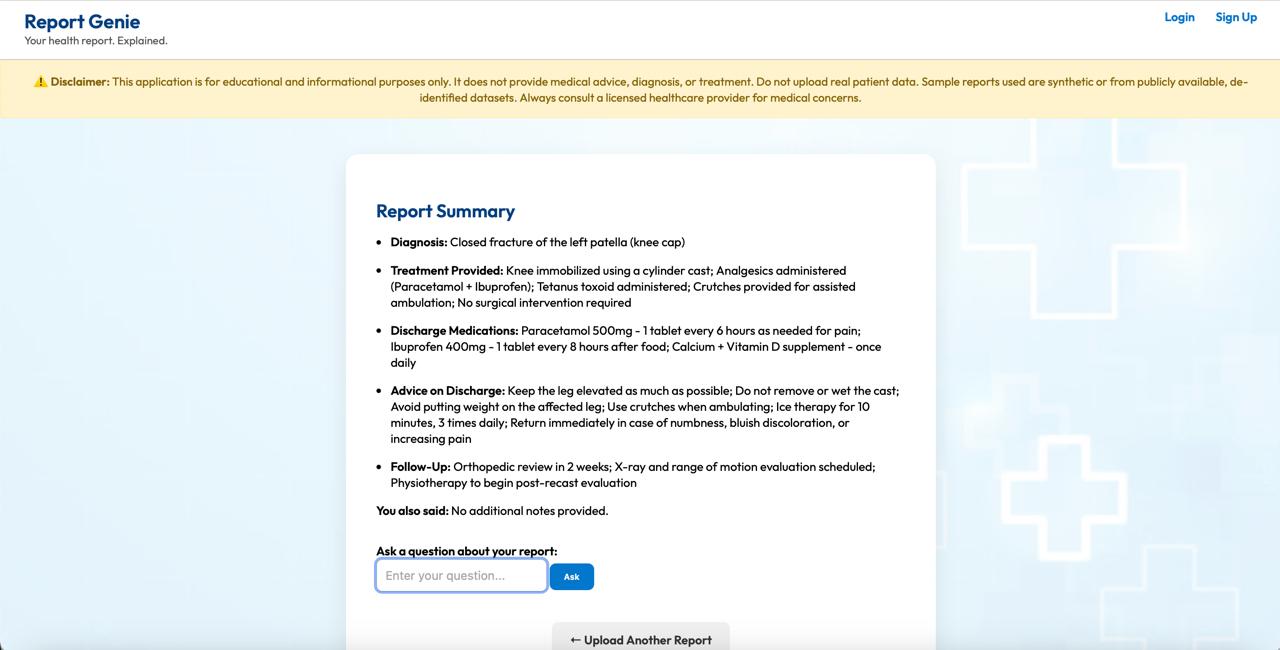 Report Genie
Your health report. Explained.
Login
Sign Up
⚠️ Disclaimer: This application is for educational and informational purposes only. It does not provide medical advice, diagnosis, or treatment. Do not upload real patient data. Sample reports used are synthetic or from publicly available, de-
identified datasets. Always consult a licensed healthcare provider for medical concerns.
Report Summary
• Diagnosis: Closed fracture of the left patella (knee cap)
• Treatment Provided: Knee immobilized using a cylinder cast; Analgesics administered
(Paracetamol + Ibuprofen); Tetanus toxoid administered; Crutches provided for assisted
ambulation; No surgical intervention required
• Discharge Medications: Paracetamol 500mg - 1 tablet every 6 hours as needed for pain;
Ibuprofen 400mg - 1 tablet every 8 hours after food; Calcium + Vitamin D supplement - once
daily
• Advice on Discharge: Keep the leg elevated as much as possible; Do not remove or wet the cast;
Avoid putting weight on the affected leg; Use crutches when ambulating; Ice therapy for 10
minutes, 3 times daily; Return immediately in case of numbness, bluish discoloration, or
increasing pain
• Follow-Up: Orthopedic review in 2 weeks; X-ray and range of motion evaluation scheduled;
Physiotherapy to begin post-recast evaluation
You also said: No additional notes provided.
Ask a question about your report:
Enter your question...
Ask
← Upload Another Report